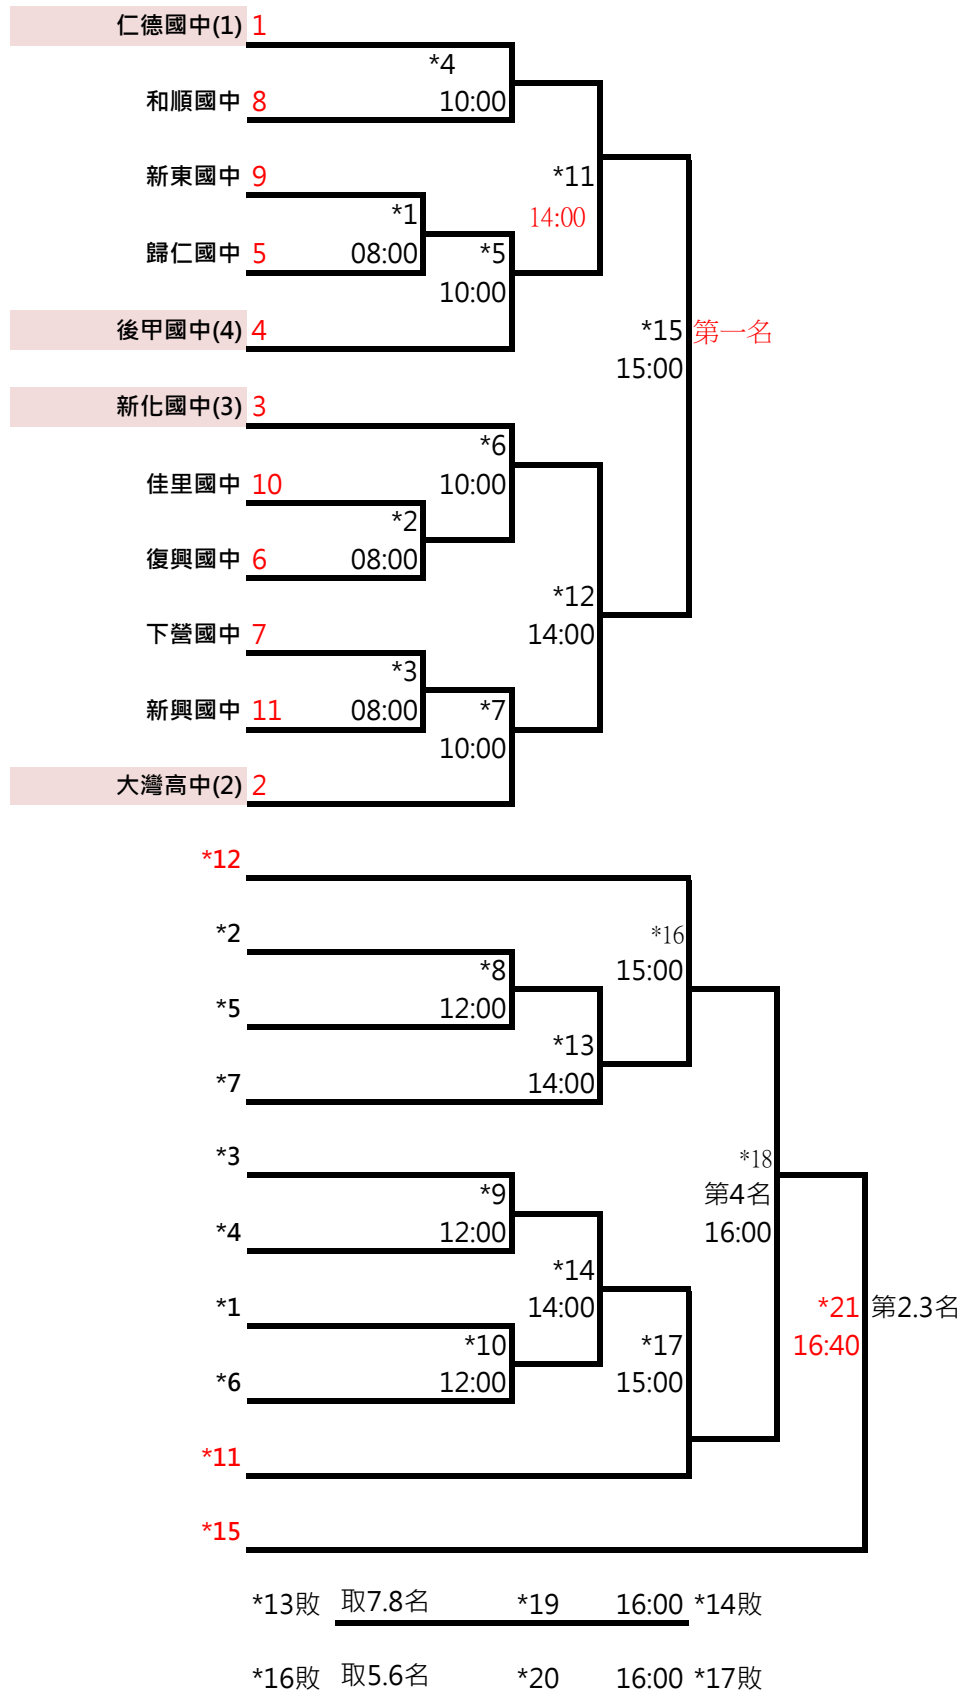 仁德國中(1) 1
*4
和順國中 8 10:00
新東國中 9 *11
*1 14:00
歸仁國中 5 08:00 *5
10:00
後甲國中(4) 4 *15 第一名
15:00
新化國中(3) 3
*6
佳里國中 10 10:00
*2
復興國中 6 08:00
*12
下營國中 7 14:00
*3
新興國中 11 08:00 *7
10:00
大灣高中(2) 2
*12
*2 *16
*8 15:00
*5 12:00
*13
*7 14:00
*3 *18
*9 第4名
*4 12:00 16:00
*14
*1 14:00 *21 第2.3名
*10 *17 16:40
*6 12:00 15:00
*11
*15
*13敗 取7.8名 *19 16:00 *14敗
*16敗 取5.6名 *20 16:00 *17敗